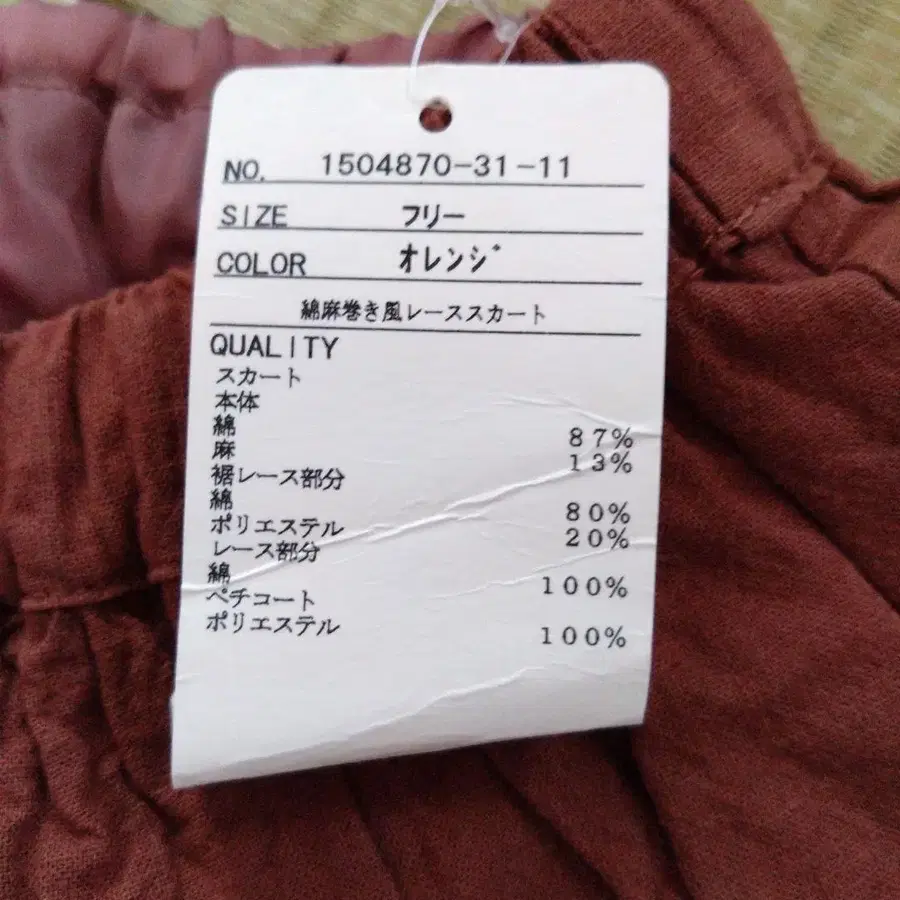 NO. 1504870-31-11
SIZE フリー
COLOR オレンジ
綿麻巻き風レーススカート
QUALITY
スカート
本体
綿 87%
麻 13%
裾レース部分
綿 80%
ポリエステル 20%
レース部分
綿 100%
ペチコート
ポリエステル 100%